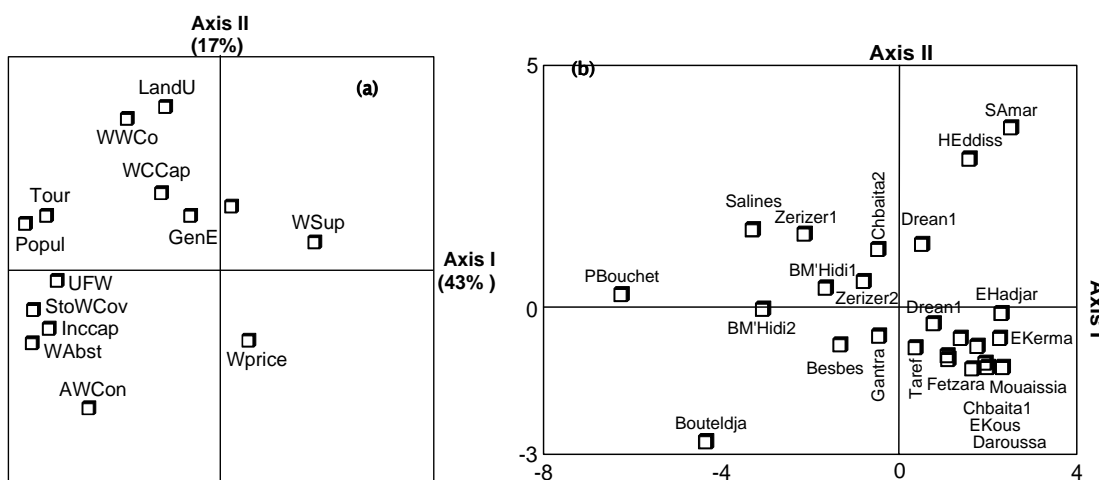 Axis II
(17%)
(a)
LandU
WWCo
WCCap
Tour
Popul
GenE
WSup
Axis I
(43% )
UFW
StoWCov
Inccap
WAbst
Wprice
AWCon
(b)
Axis II
5
SAmar
HEddiss
Salines
Zerizer1
Chbaita2
Drean1
PBouchet
BM'Hidi1
Zerizer2
EHadjar
0
BM'Hidi2
Drean1
Axis I
EKerma
Besbes
Gantra
Taref
Fetzara
Mouaissia
Chbaita1
EKous
Daroussa
Bouteldja
-3
-8
-4
0
4